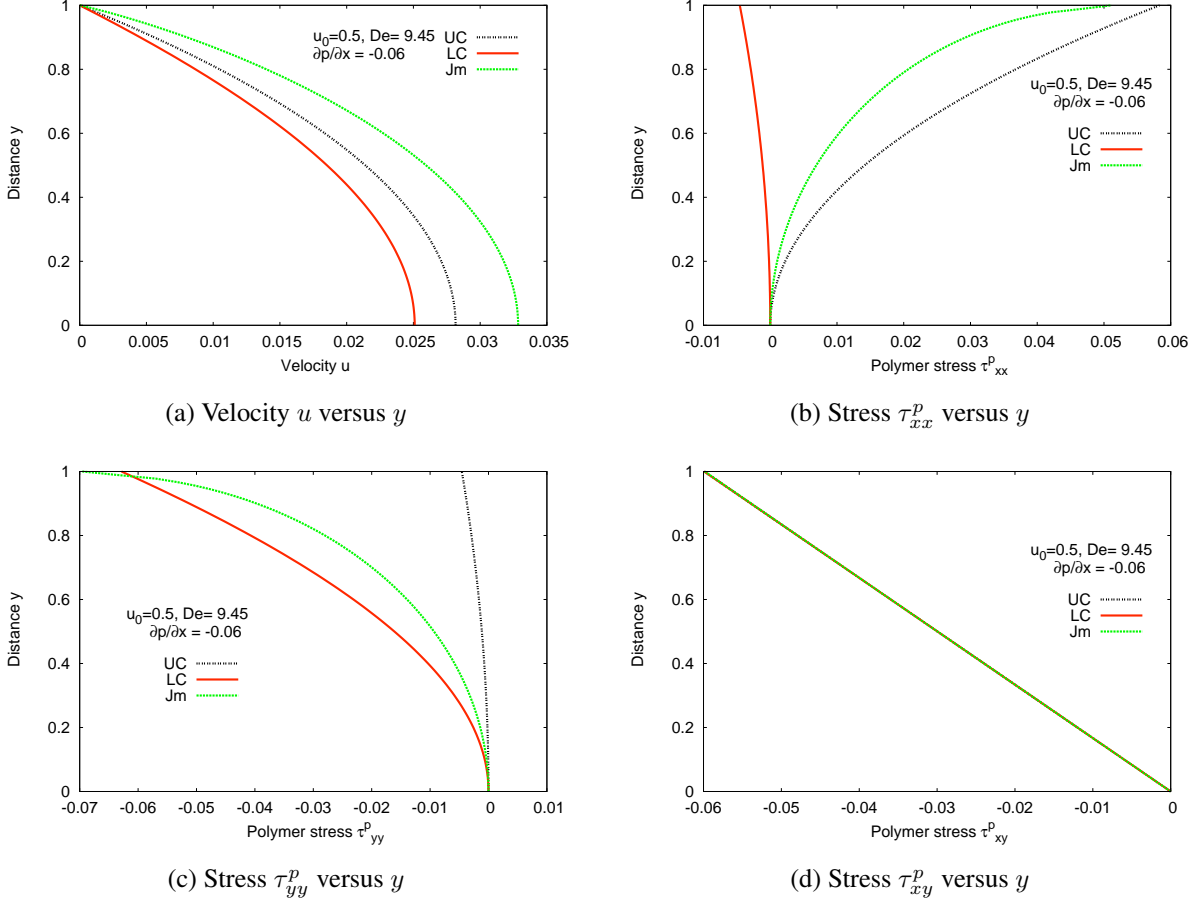 u0=0.5, De= 9.45
∂p/∂x = -0.06
UC
LC
Jm
Distance y
1
0.8
0.6
0.4
0.2
0
0 0.005 0.01 0.015 0.02 0.025 0.03 0.035
Velocity u
(a) Velocity u versus y
u0=0.5, De= 9.45
∂p/∂x = -0.06
UC
LC
Jm
Distance y
1
0.8
0.6
0.4
0.2
0
-0.01 0 0.01 0.02 0.03 0.04 0.05 0.06
Polymer stress τ^p_xx
(b) Stress τ^p_xx versus y
u0=0.5, De= 9.45
∂p/∂x = -0.06
UC
LC
Jm
Distance y
1
0.8
0.6
0.4
0.2
0
-0.07 -0.06 -0.05 -0.04 -0.03 -0.02 -0.01 0 0.01
Polymer stress τ^p_yy
(c) Stress τ^p_yy versus y
u0=0.5, De= 9.45
∂p/∂x = -0.06
UC
LC
Jm
Distance y
1
0.8
0.6
0.4
0.2
0
-0.06 -0.05 -0.04 -0.03 -0.02 -0.01 0
Polymer stress τ^p_xy
(d) Stress τ^p_xy versus y